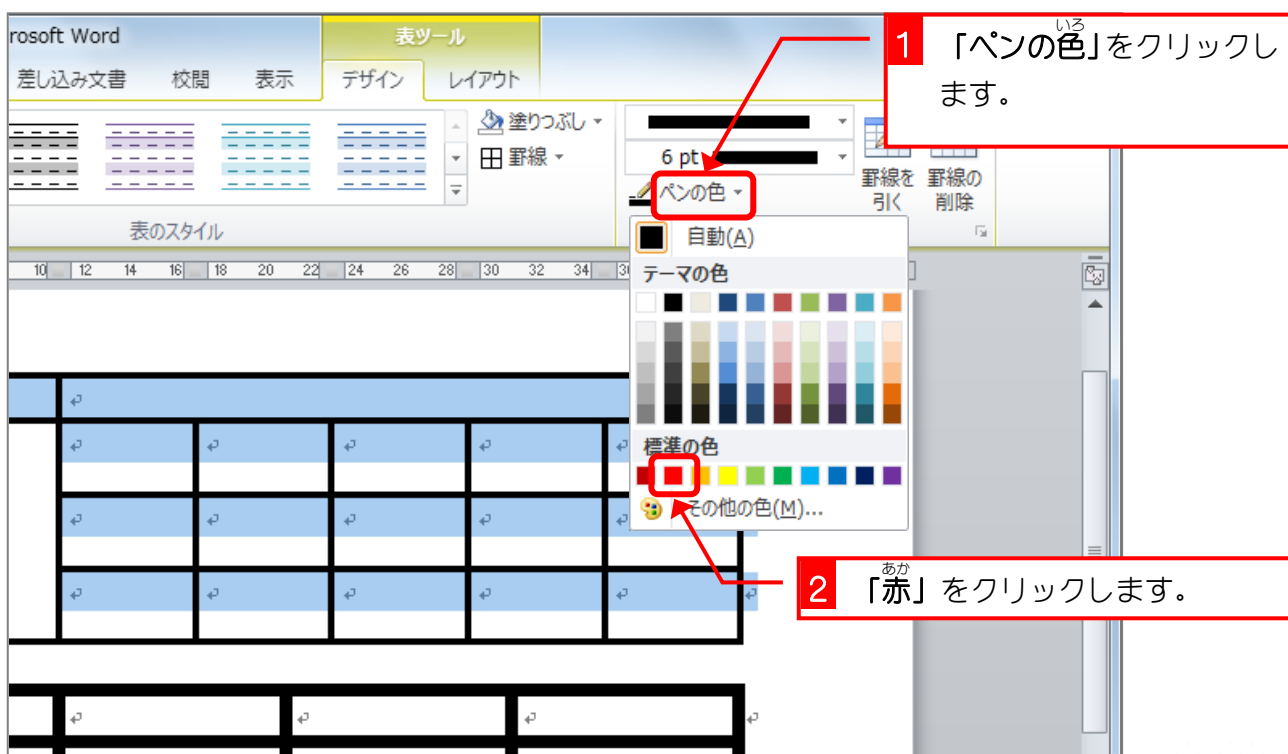 rosoft Word
表ツール
差し込み文書 校閲 表示 デザイン レイアウト
塗りつぶし
罫線
6 pt
ペンの色
罫線を引く
罫線の削除
表のスタイル
1 「ペンの色」をクリックし
いろ
ます。
自動(A)
10 12 14 16 18 20 22 24 26 28 30 32 34
テーマの色
標準の色
その他の色(M)...
あか
2 「赤」をクリックします。